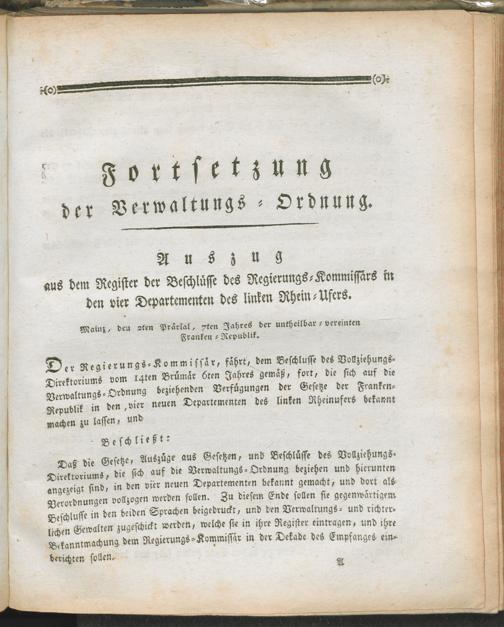 Fortsetzung
der Verwaltungs-Ordnung.
Auszug
aus dem Register der Beschlüsse des Regierungs-Kommissärs in
den vier Departementen des linken Rhein-Ufers.
Mainz, den 2ten Prärial, 7ten Jahres der untheilbar-vereinten
Franken-Republik.
Der Regierungs-Kommissär, fährt, dem Beschlusse des Vollziehungs-
Direktoriums vom 14ten Brümär 6ten Jahres gemäß, fort, die sich auf die
Verwaltungs-Ordnung beziehenden Verfügungen der Gesetze der Franken-
Republik in den vier neuen Departementen des linken Rheinufers bekannt
machen zu lassen, und
Beschließt:
Daß die Gesetze, Auszüge aus Gesetzen, und Beschlüsse des Vollziehungs-
Direktoriums, die sich auf die Verwaltungs-Ordnung beziehen und hierunten
angezeigt sind, in den vier neuen Departementen bekannt gemacht, und dort als
Verordnungen vollzogen werden sollen. Zu diesem Ende sollen sie gegenwärtigem
Beschlusse in den beiden Sprachen beigedruckt, und den Verwaltungs- und richter-
lichen Gewalten zugeschickt werden, welche sie in ihre Register eintragen, und ihre
Bekanntmachung dem Regierungs-Kommissär in der Dekade des Empfanges ein-
berichten sollen.
A